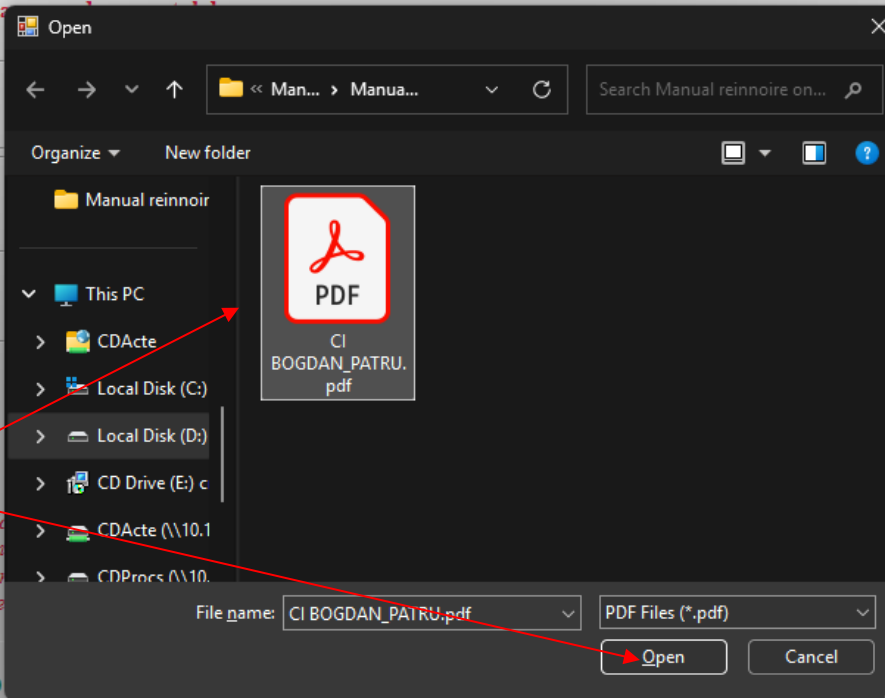 Open
« Man... › Manua...
Search Manual reinnoire on...
Organize
New folder
Manual reinnoir
This PC
CDActe
Local Disk (C:)
Local Disk (D:)
CD Drive (E:) c
CDActe (\\10.1
CDProcs (\\10.
PDF
CI
BOGDAN_PATRU.
pdf
File name: CI BOGDAN_PATRU.pdf
PDF Files (*.pdf)
Open
Cancel